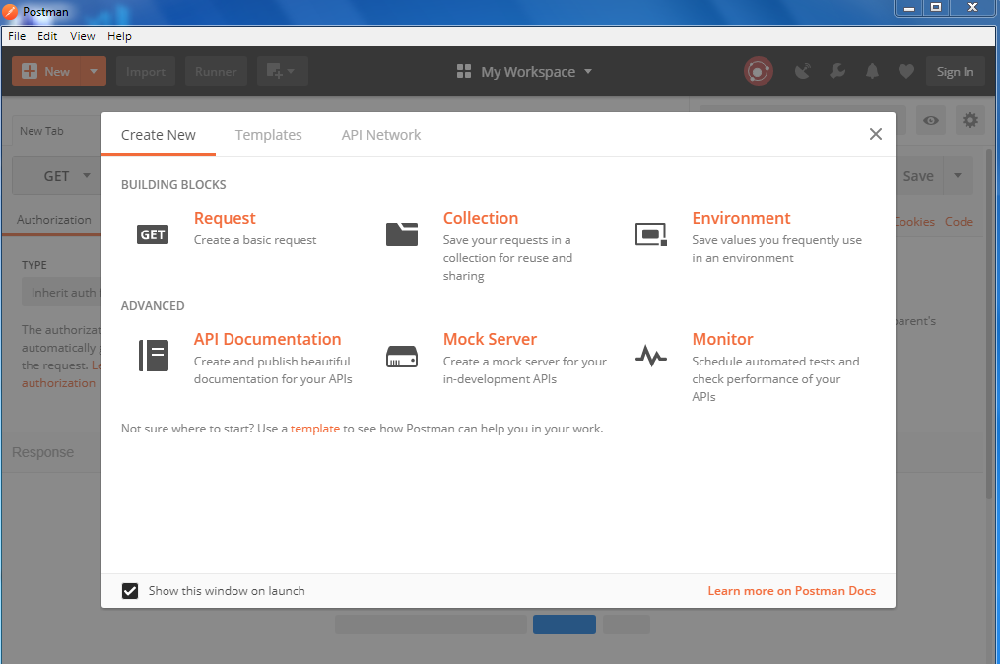 Postman
File Edit View Help
New Import Runner My Workspace Sign In
New Tab
Create New Templates API Network
GET Save
BUILDING BLOCKS
Authorization Cookies Code
GET
Request
Create a basic request
Collection
Save your requests in a
collection for reuse and
sharing
Environment
Save values you frequently use
in an environment
TYPE
Inherit auth
ADVANCED
API Documentation
Create and publish beautiful
documentation for your APIs
Mock Server
Create a mock server for your
in-development APIs
Monitor
Schedule automated tests and
check performance of your
APIs
The authorizat
automatically g
the request. Le
authorization
parent's
Not sure where to start? Use a template to see how Postman can help you in your work.
Response
Show this window on launch
Learn more on Postman Docs